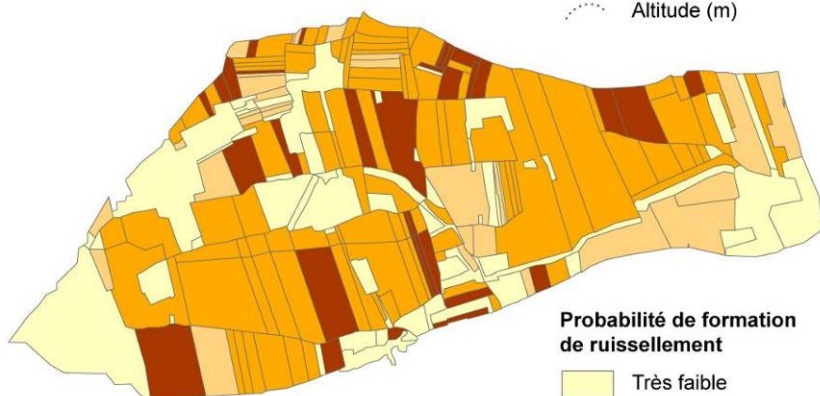 Altitude (m)
Probabilité de formation
de ruissellement
Très faible